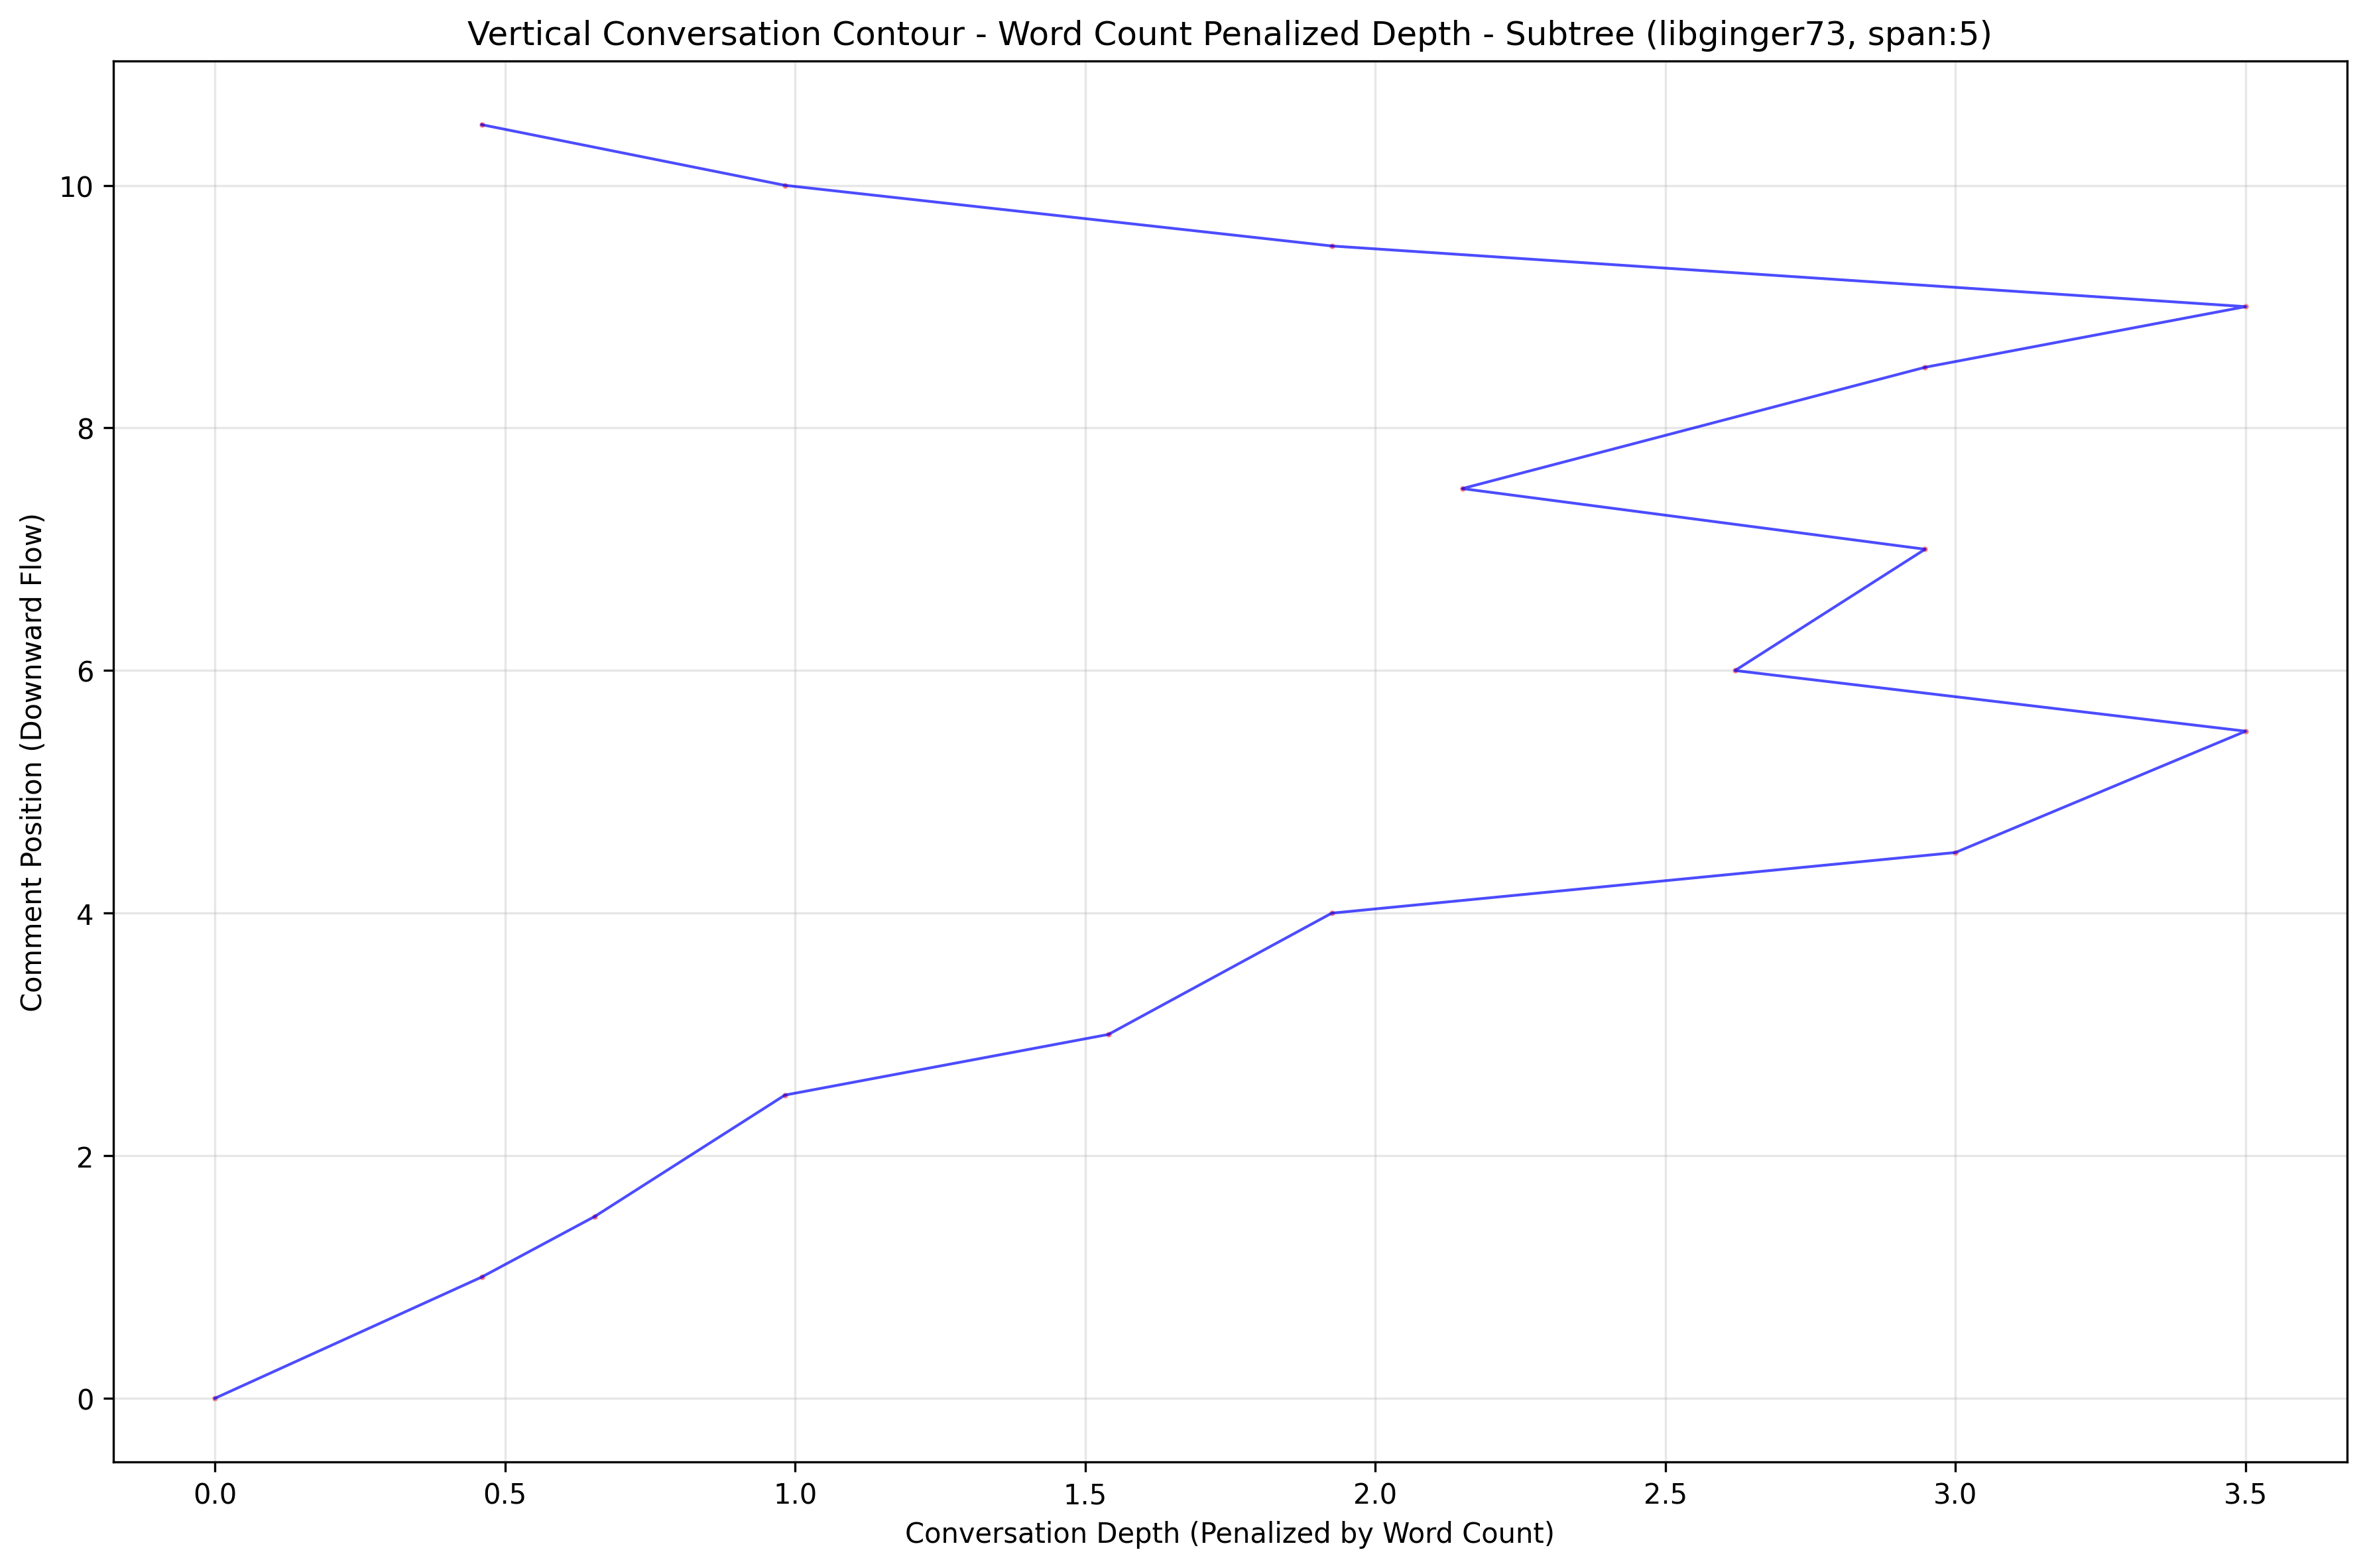 Vertical Conversation Contour - Word Count Penalized Depth - Subtree (libginger73, span:5)
Comment Position (Downward Flow)
10
8
6
4
2
0
0.0 0.5 1.0 1.5 2.0 2.5 3.0 3.5
Conversation Depth (Penalized by Word Count)